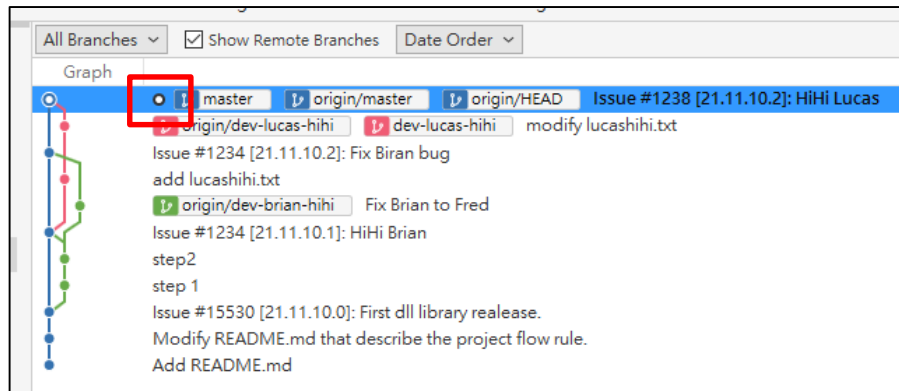 All Branches Show Remote Branches Date Order
Graph
master origin/master origin/HEAD Issue #1238 [21.11.10.2]: HiHi Lucas
origin/dev-lucas-hihi dev-lucas-hihi modify lucashihi.txt
Issue #1234 [21.11.10.2]: Fix Biran bug
add lucashihi.txt
origin/dev-brian-hihi Fix Brian to Fred
Issue #1234 [21.11.10.1]: HiHi Brian
step2
step 1
Issue #15530 [21.11.10.0]: First dll library realease.
Modify README.md that describe the project flow rule.
Add README.md